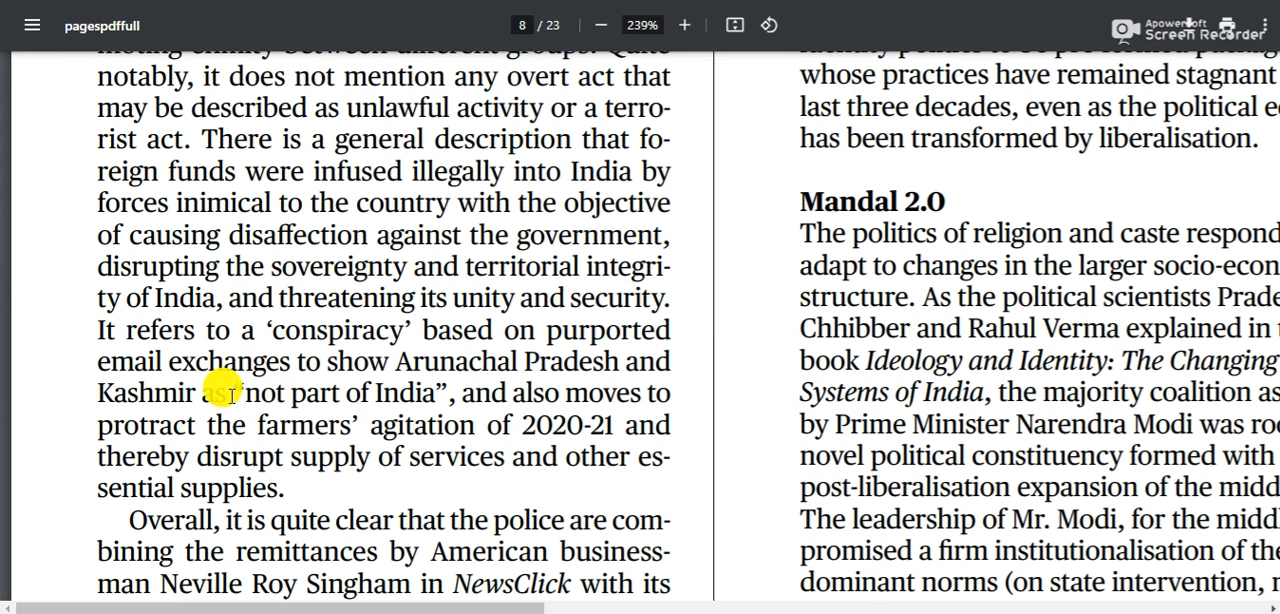 pagespdffull
8 / 23
239%
Apowersoft
Screen Recorder
notably, it does not mention any overt act that
may be described as unlawful activity or a terro-
rist act. There is a general description that fo-
reign funds were infused illegally into India by
forces inimical to the country with the objective
of causing disaffection against the government,
disrupting the sovereignty and territorial integri-
ty of India, and threatening its unity and security.
It refers to a ‘conspiracy’ based on purported
email exchanges to show Arunachal Pradesh and
Kashmir as “not part of India”, and also moves to
protract the farmers’ agitation of 2020-21 and
thereby disrupt supply of services and other es-
sential supplies.
Overall, it is quite clear that the police are com-
bining the remittances by American business-
man Neville Roy Singham in NewsClick with its
whose practices have remained stagnant
last three decades, even as the political
has been transformed by liberalisation.
Mandal 2.0
The politics of religion and caste respond
adapt to changes in the larger socio-econ
structure. As the political scientists Prade
Chhibber and Rahul Verma explained in
book Ideology and Identity: The Changing
Systems of India, the majority coalition as
by Prime Minister Narendra Modi was
novel political constituency formed with
post-liberalisation expansion of the midd
The leadership of Mr. Modi, for the midd
promised a firm institutionalisation of the
dominant norms (on state intervention,